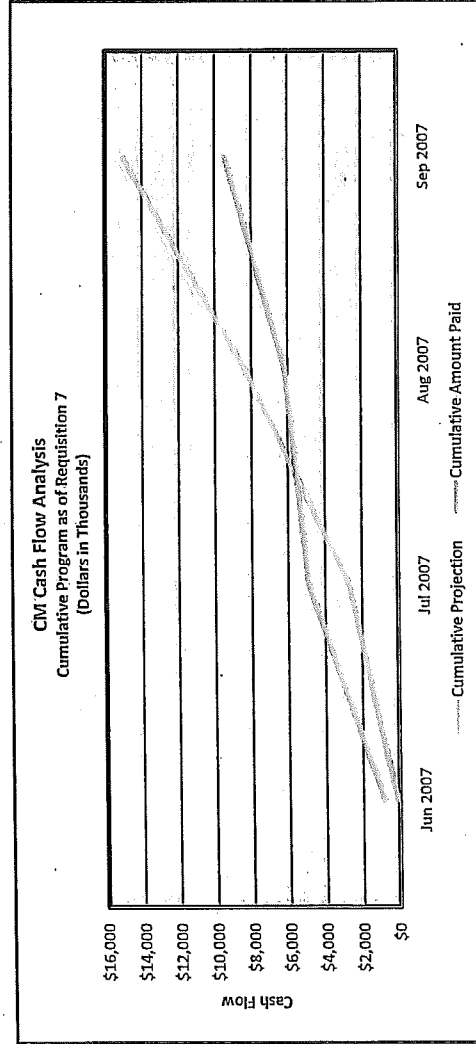 CM Cash Flow Analysis
Cumulative Program as of Requisition 7
(Dollars in Thousands)
Cash Flow
$16,000
$14,000
$12,000
$10,000
$8,000
$6,000
$4,000
$2,000
$0
Jun 2007
Jul 2007
Aug 2007
Sep 2007
Cumulative Projection
Cumulative Amount Paid